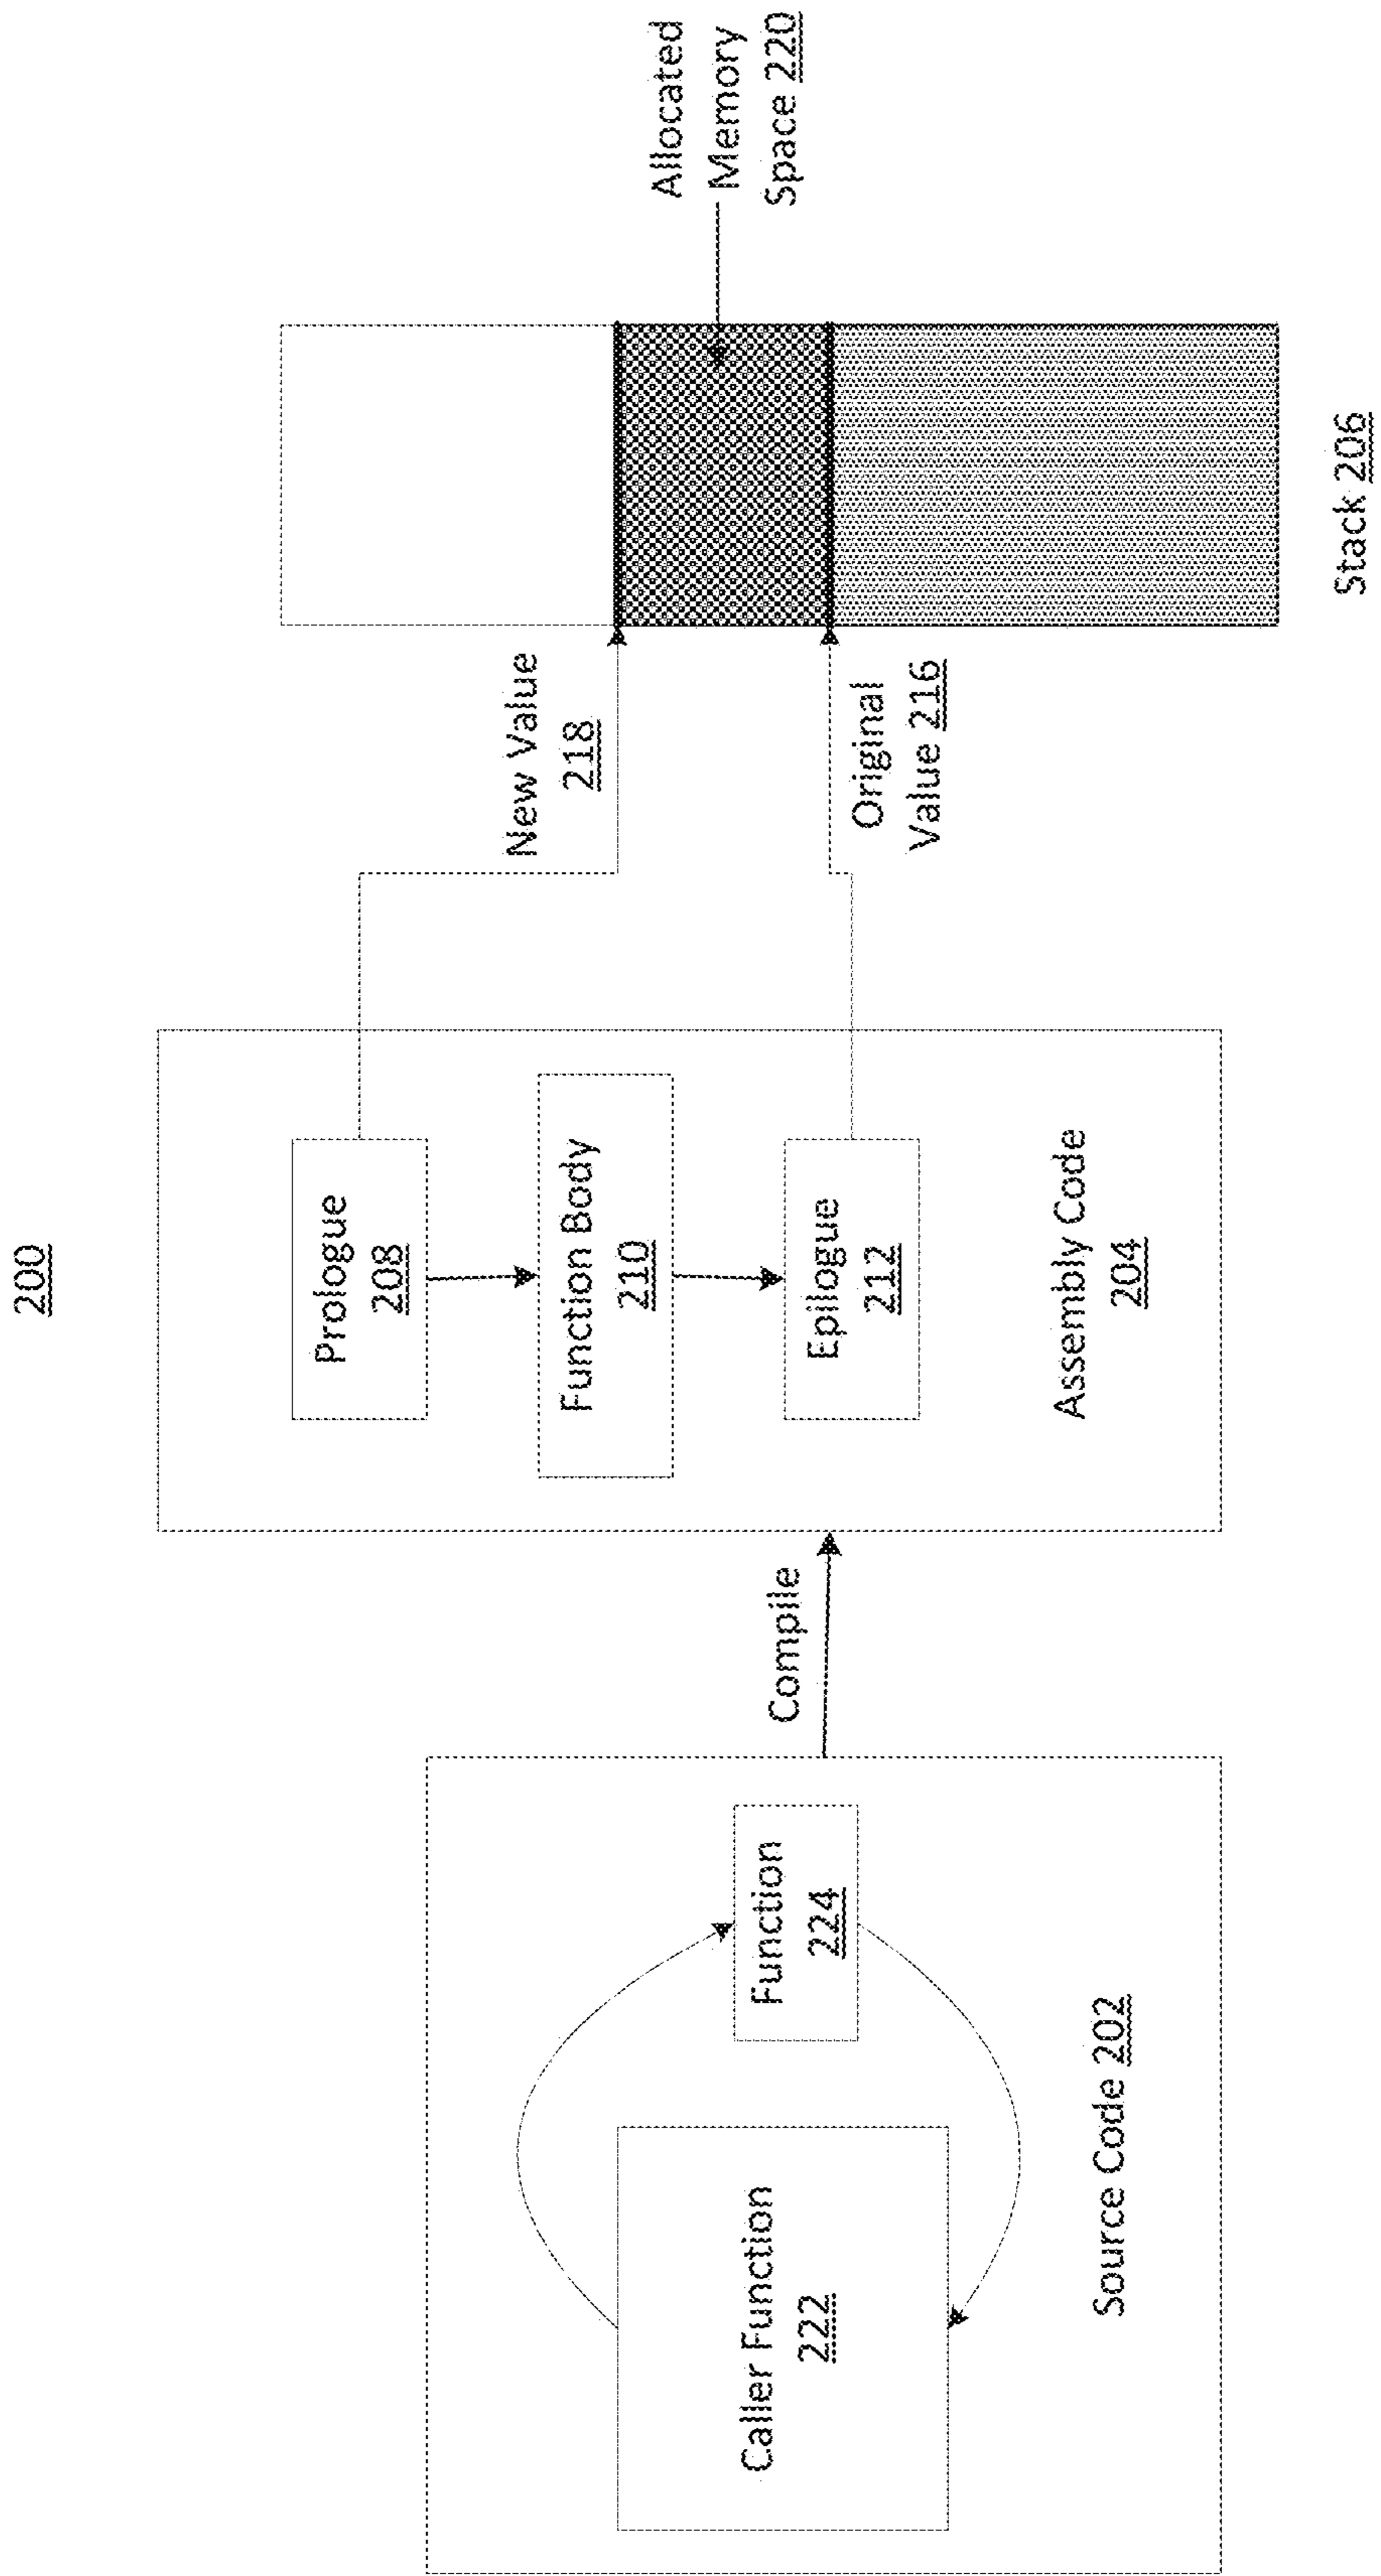 200
Caller Function
222
Function
224
Source Code 202
Compile
Prologue
208
Function Body
210
Epilogue
212
Assembly Code
204
New Value
218
Original
Value 216
Allocated
Memory
Space 220
Stack 206